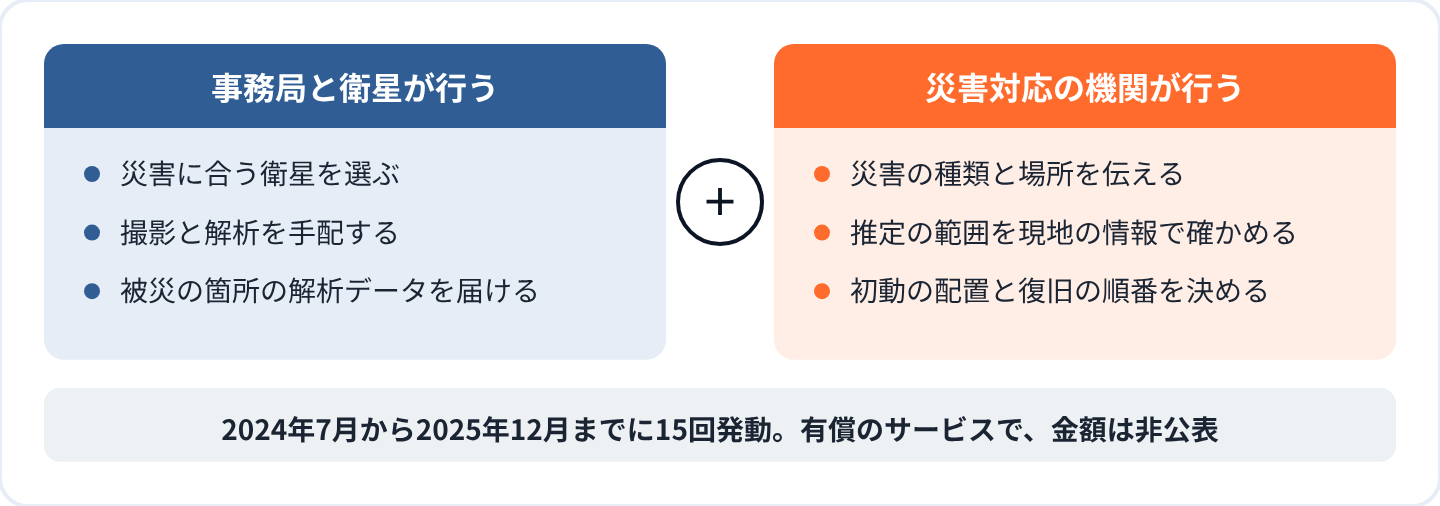 事務局と衛星が行う
災害に合う衛星を選ぶ
撮影と解析を手配する
被災の箇所の解析データを届ける
+
災害対応の機関が行う
災害の種類と場所を伝える
推定の範囲を現地の情報で確かめる
初動の配置と復旧の順番を決める
2024年7月から2025年12月までに15回発動。有償のサービスで、金額は非公表